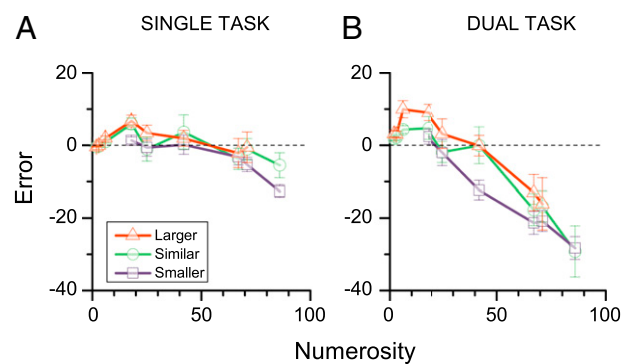 A SINGLE TASK
B DUAL TASK
20
0
-20
-40
Error
Larger
Similar
Smaller
0 50 100
20
0
-20
-40
0 50 100
Numerosity